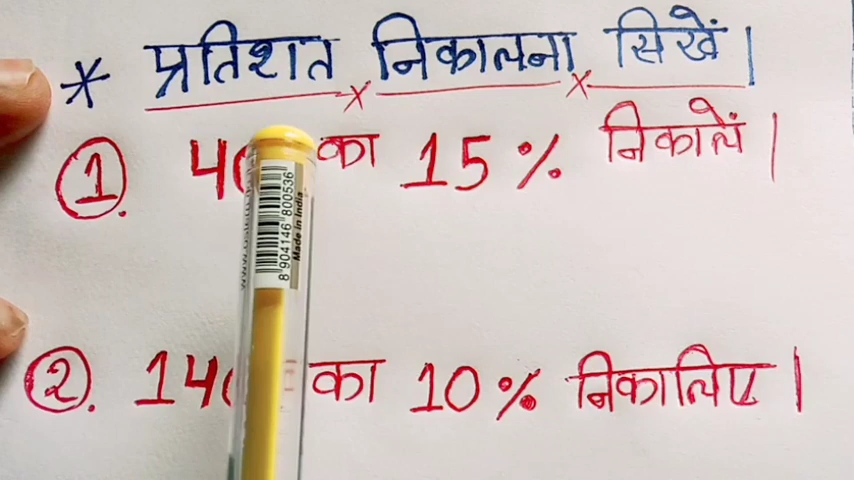 * प्रतिशत निकालना सिखें।
1. का 15% निकालें।
8 904146 800536
Made in India
2. का 10% निकालिए।